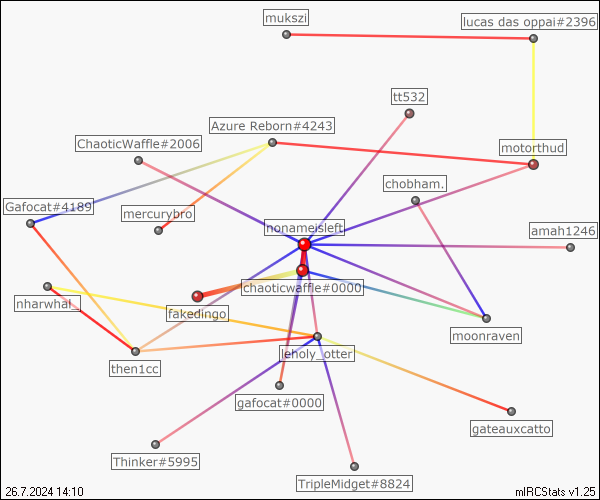 mukszi
lucas das oppai#2396
tt532
Azure Reborn#4243
ChaoticWaffle#2006
motorthud
chobham.
Gafocat#4189
mercurybro
nonameisleft
amah1246
chaoticwaffle#0000
nharwhal_
fakedingo
moonraven
leholy_otter
then1cc
gafocat#0000
gateauxcatto
Thinker#5995
TripleMidget#8824
26.7.2024 14:10
mIRCStats v1.25